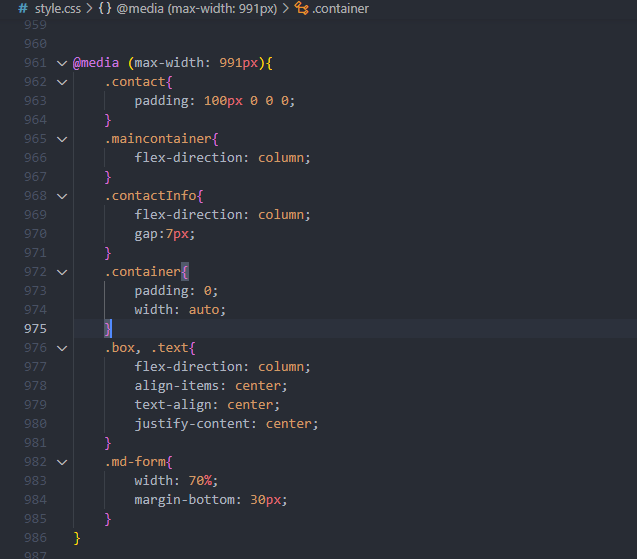 # style.css > {} @media (max-width: 991px) > .container
959
960
961 @media (max-width: 991px){
962 .contact{
963 padding: 100px 0 0 0;
964 }
965 .maincontainer{
966 flex-direction: column;
967 }
968 .contactInfo{
969 flex-direction: column;
970 gap:7px;
971 }
972 .container{
973 padding: 0;
974 width: auto;
975 }
976 .box, .text{
977 flex-direction: column;
978 align-items: center;
979 text-align: center;
980 justify-content: center;
981 }
982 .md-form{
983 width: 70%;
984 margin-bottom: 30px;
985 }
986 }
987